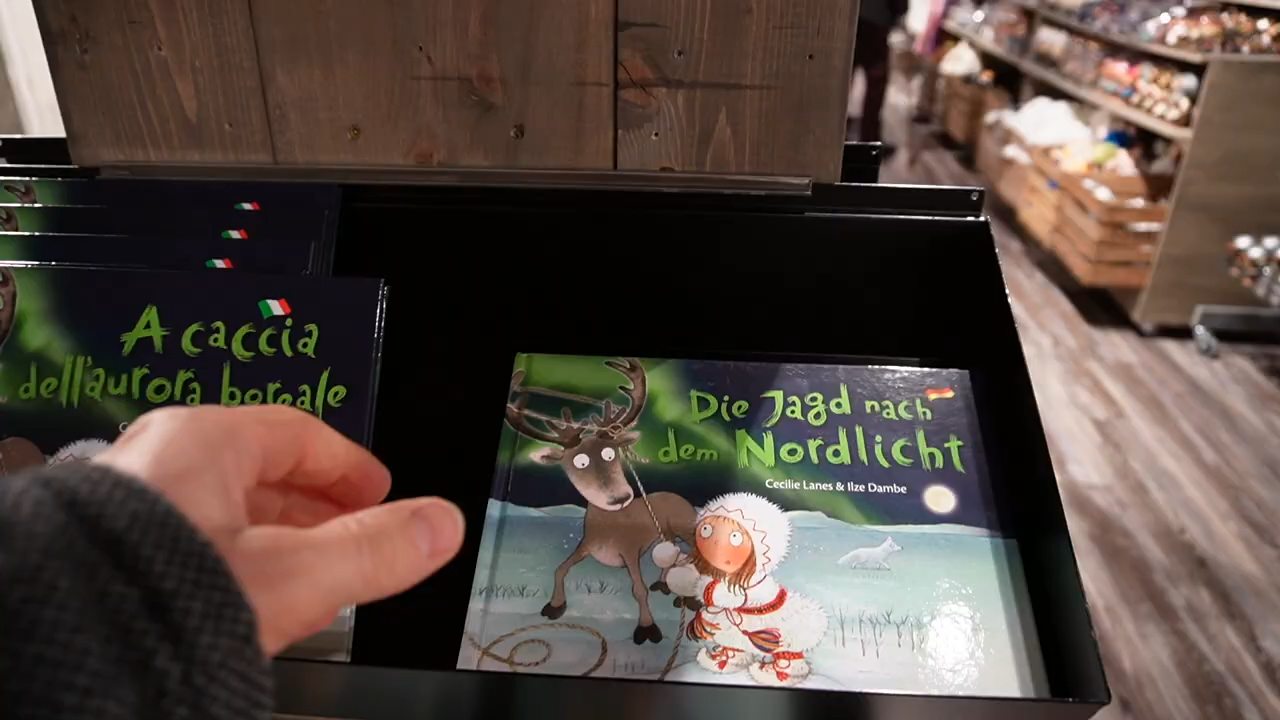 A caccia
dell'aurora boreale
Die Jagd nach
dem Nordlicht
Cecilie Lanes & Ilze Dambe